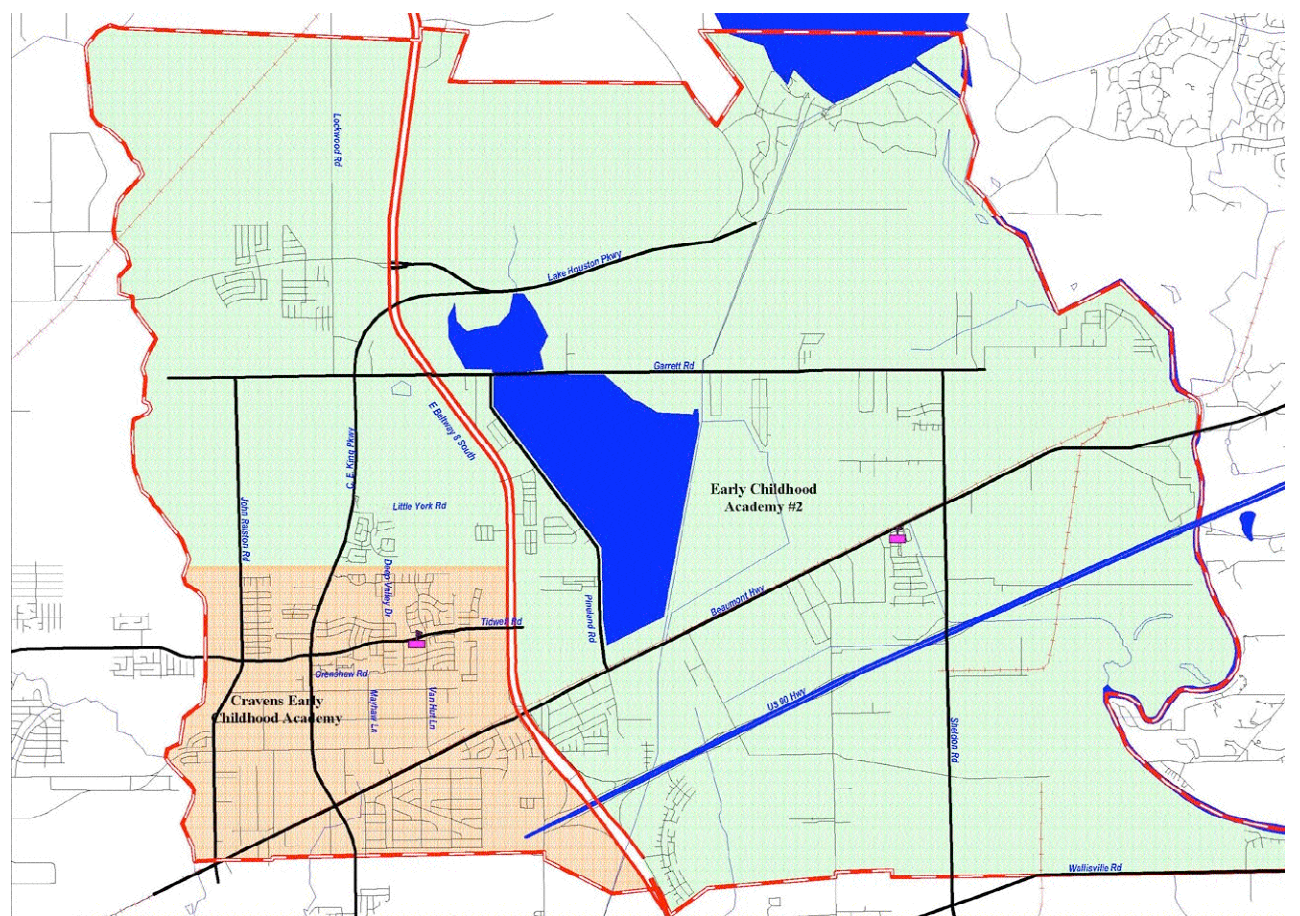 Lockwood Rd
Lake Houston Pkwy
Garrett Rd
E Beltway 8 South
C. E. King Pkwy
Little York Rd
Early Childhood
Academy #2
John Ralston Rd
Deep Valley Dr
Pineland Rd
Beaumont Hwy
Tidwell Rd
Crenshaw Rd
Cravens Early
Childhood Academy
Mayhaw Ln
Van Hut Ln
US 90 Hwy
Sheldon Rd
Wallisville Rd